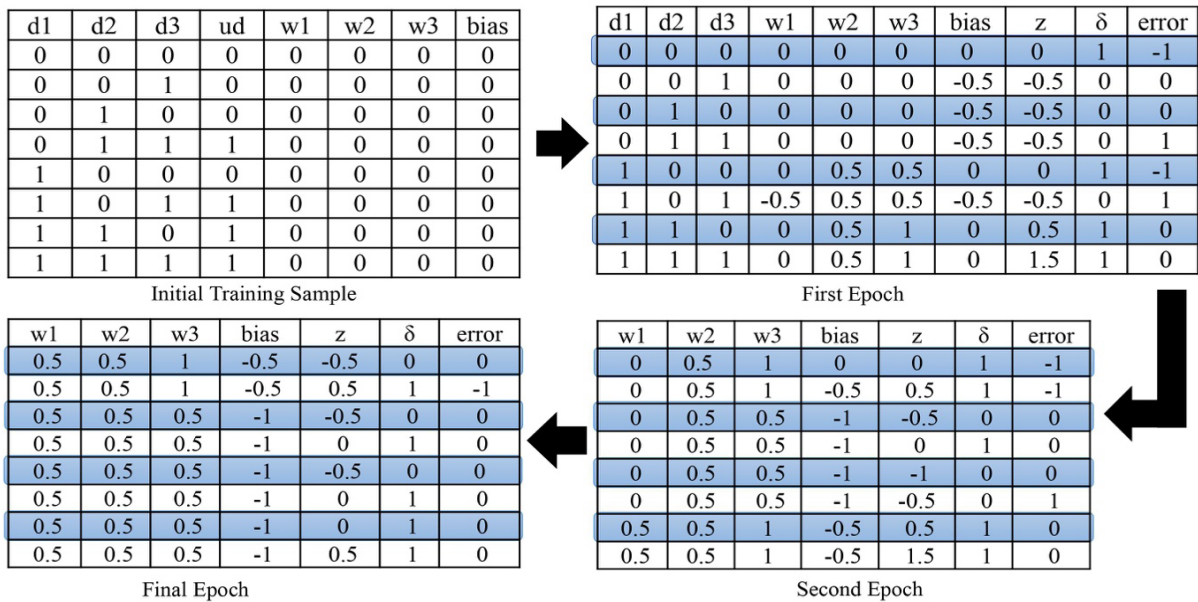 d1 d2 d3 ud w1 w2 w3 bias
0 0 0 0 0 0 0 0
0 0 1 0 0 0 0 0
0 1 0 0 0 0 0 0
0 1 1 1 0 0 0 0
1 0 0 0 0 0 0 0
1 0 1 1 0 0 0 0
1 1 0 1 0 0 0 0
1 1 1 1 0 0 0 0
Initial Training Sample
d1 d2 d3 w1 w2 w3 bias z δ error
0 0 0 0 0 0 0 0 1 -1
0 0 1 0 0 0 -0.5 -0.5 0 0
0 1 0 0 0 0 -0.5 -0.5 0 0
0 1 1 0 0 0 -0.5 -0.5 0 1
1 0 0 0 0.5 0.5 0 0 1 -1
1 0 1 -0.5 0.5 0.5 -0.5 -0.5 0 1
1 1 0 0 0.5 1 0 0.5 1 0
1 1 1 0 0.5 1 0 1.5 1 0
First Epoch
w1 w2 w3 bias z δ error
0.5 0.5 1 -0.5 -0.5 0 0
0.5 0.5 1 -0.5 0.5 1 -1
0.5 0.5 0.5 -1 -0.5 0 0
0.5 0.5 0.5 -1 0 1 0
0.5 0.5 0.5 -1 -0.5 0 0
0.5 0.5 0.5 -1 0 1 0
0.5 0.5 0.5 -1 0 1 0
0.5 0.5 0.5 -1 0.5 1 0
Final Epoch
w1 w2 w3 bias z δ error
0 0.5 1 0 0 1 -1
0 0.5 1 -0.5 0.5 1 -1
0 0.5 0.5 -1 -0.5 0 0
0 0.5 0.5 -1 0 1 0
0 0.5 0.5 -1 -1 0 0
0 0.5 0.5 -1 -0.5 0 1
0.5 0.5 1 -0.5 0.5 1 0
0.5 0.5 1 -0.5 1.5 1 0
Second Epoch